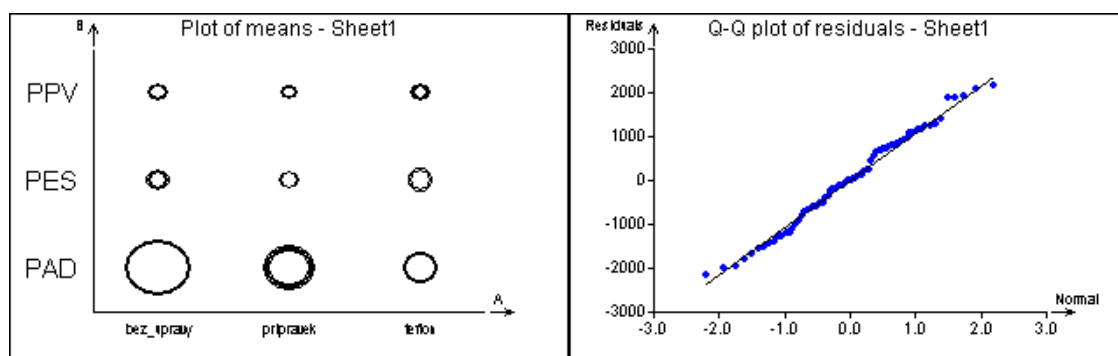 B
Plot of means - Sheet1
PPV
PES
PAD
A
bez_upravy
pripravek
teflon
Residuals
Q-Q plot of residuals - Sheet1
3000
2000
1000
0
-1000
-2000
-3000
Normal
-3.0 -2.0 -1.0 0.0 1.0 2.0 3.0